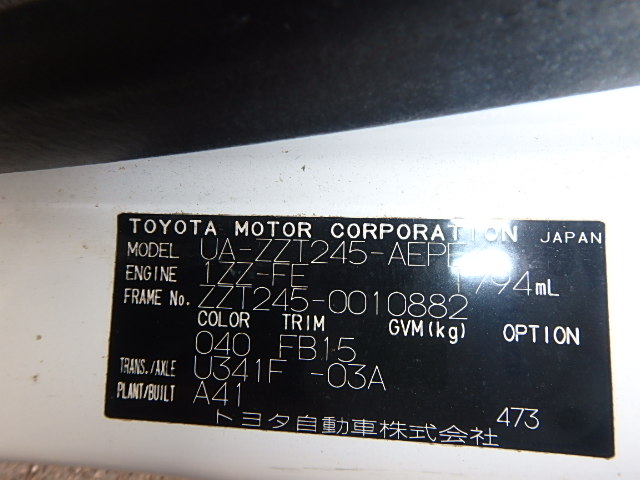 TOYOTA MOTOR CORPORATION JAPAN
MODEL UA-ZZT245-AEPE
ENGINE 1ZZ-FE 1794mL
FRAME No. ZZT245-0010882
COLOR TRIM GVM(kg) OPTION
040 FB15
TRANS./AXLE U341F -03A
PLANT/BUILT A41
473
トヨタ自動車株式会社